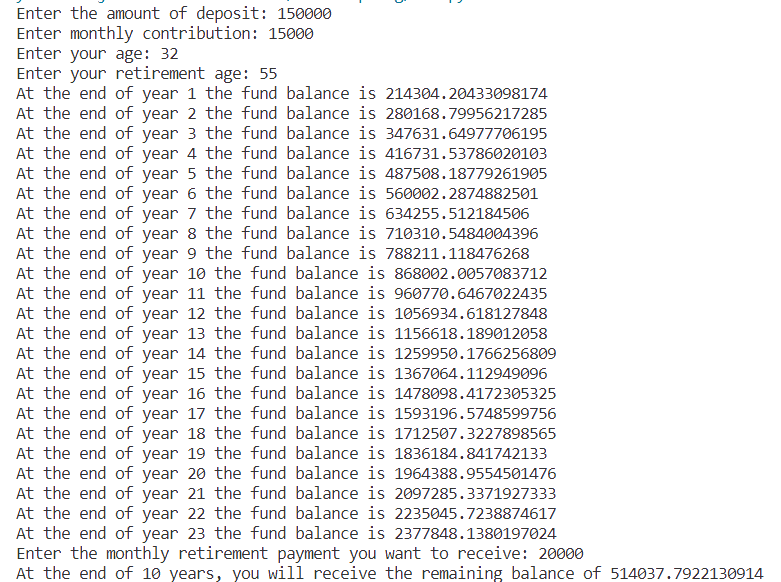 Enter the amount of deposit: 150000
Enter monthly contribution: 15000
Enter your age: 32
Enter your retirement age: 55
At the end of year 1 the fund balance is 214304.20433098174
At the end of year 2 the fund balance is 280168.79956217285
At the end of year 3 the fund balance is 347631.64977706195
At the end of year 4 the fund balance is 416731.53786020103
At the end of year 5 the fund balance is 487508.18779261905
At the end of year 6 the fund balance is 560002.2874882501
At the end of year 7 the fund balance is 634255.512184506
At the end of year 8 the fund balance is 710310.5484004396
At the end of year 9 the fund balance is 788211.118476268
At the end of year 10 the fund balance is 868002.0057083712
At the end of year 11 the fund balance is 960770.6467022435
At the end of year 12 the fund balance is 1056934.618127848
At the end of year 13 the fund balance is 1156618.189012058
At the end of year 14 the fund balance is 1259950.1766256809
At the end of year 15 the fund balance is 1367064.112949096
At the end of year 16 the fund balance is 1478098.4172305325
At the end of year 17 the fund balance is 1593196.5748599756
At the end of year 18 the fund balance is 1712507.3227898565
At the end of year 19 the fund balance is 1836184.841742133
At the end of year 20 the fund balance is 1964388.9554501476
At the end of year 21 the fund balance is 2097285.3371927333
At the end of year 22 the fund balance is 2235045.7238874617
At the end of year 23 the fund balance is 2377848.1380197024
Enter the monthly retirement payment you want to receive: 20000
At the end of 10 years, you will receive the remaining balance of 514037.7922130914